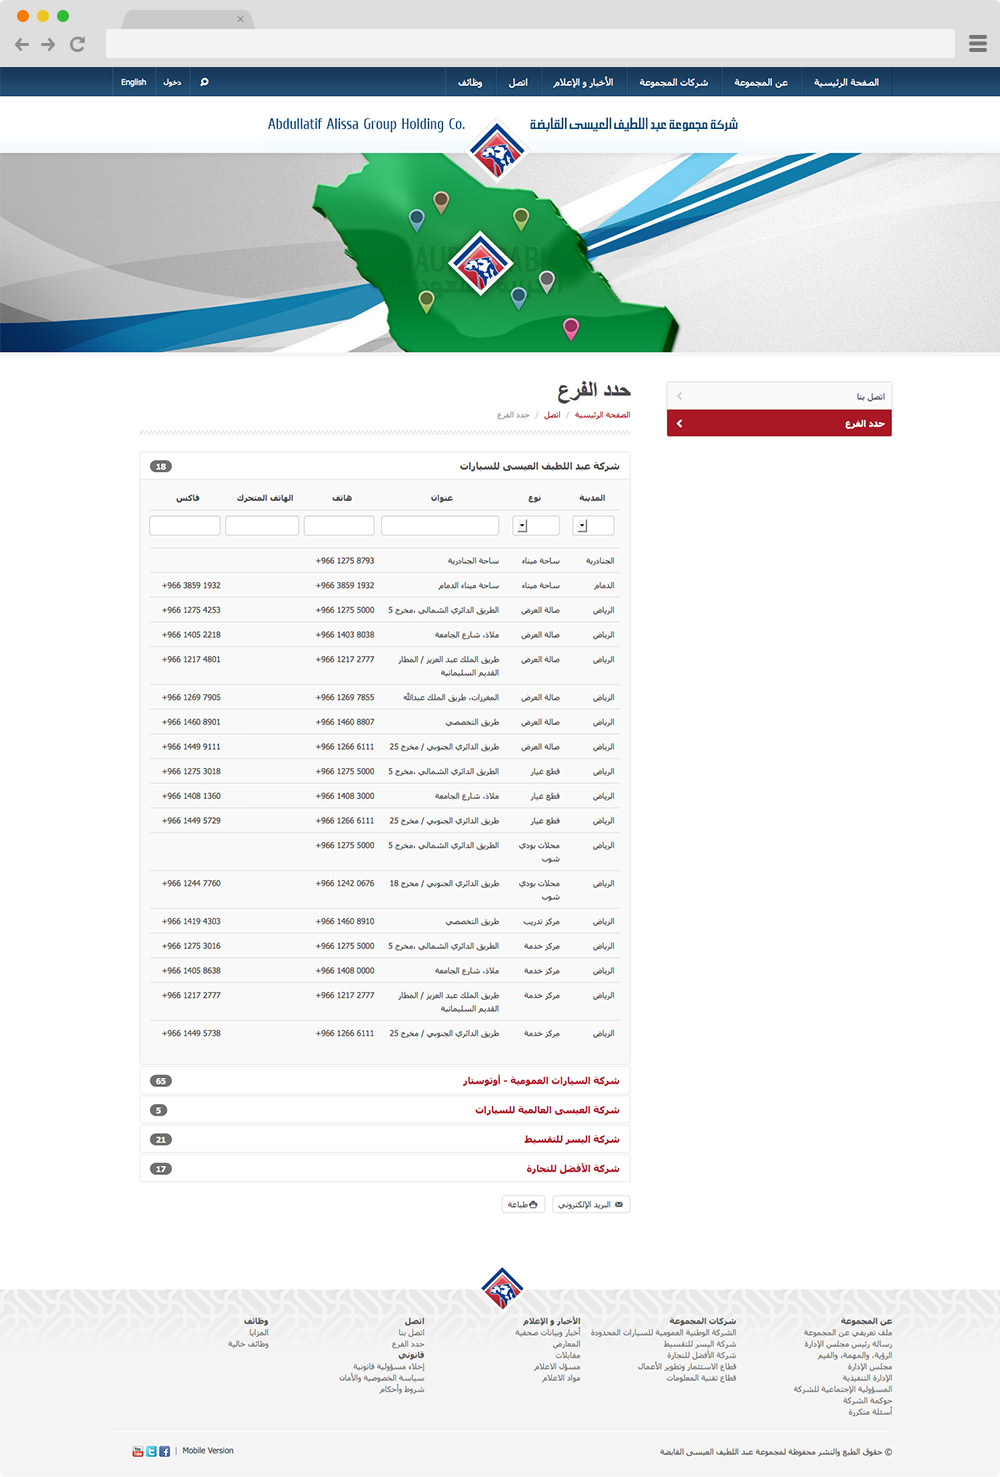 الصفحة الرئيسية عن المجموعة شركات المجموعة الأخبار و الإعلام اتصل وظائف دخول English
شركة مجموعة عبد اللطيف العيسى القابضة Abdullatif Alissa Group Holding Co.
اتصل بنا
حدد الفرع
حدد الفرع
الصفحة الرئيسية / اتصل / حدد الفرع
شركة عبد اللطيف العيسى للسيارات 18
المدينة نوع عنوان هاتف الهاتف المتحرك فاكس
الجنادرية ساحة ميناء ساحة الجنادرية +966 1275 8793
الدمام ساحة ميناء ساحة ميناء الدمام +966 3859 1932 +966 3859 1932
الرياض صالة العرض الطريق الدائري الشمالي ،مخرج 5 +966 1275 5000 +966 1275 4253
الرياض صالة العرض ملاذ، شارع الجامعة +966 1403 8038 +966 1405 2218
الرياض صالة العرض طريق الملك عبد العزيز / المطار +966 1217 2777 +966 1217 4801
القديم السليمانية
الرياض صالة العرض المغرزات، طريق الملك عبدالله +966 1269 7855 +966 1269 7905
الرياض صالة العرض طريق التخصصي +966 1460 8807 +966 1460 8901
الرياض صالة العرض طريق الدائري الجنوبي / مخرج 25 +966 1266 6111 +966 1449 9111
الرياض قطع غيار الطريق الدائري الشمالي ،مخرج 5 +966 1275 5000 +966 1275 3018
الرياض قطع غيار ملاذ، شارع الجامعة +966 1408 3000 +966 1408 1360
الرياض قطع غيار طريق الدائري الجنوبي / مخرج 25 +966 1266 6111 +966 1449 5729
الرياض محلات بودي الطريق الدائري الشمالي ،مخرج 5 +966 1275 5000
شوب
الرياض محلات بودي طريق الدائري الجنوبي / مخرج 18 +966 1242 0676 +966 1244 7760
شوب
الرياض مركز تدريب طريق التخصصي +966 1460 8910 +966 1419 4303
الرياض مركز خدمة الطريق الدائري الشمالي ،مخرج 5 +966 1275 5000 +966 1275 3016
الرياض مركز خدمة ملاذ، شارع الجامعة +966 1408 0000 +966 1405 8638
الرياض مركز خدمة طريق الملك عبد العزيز / المطار +966 1217 2777 +966 1217 2777
القديم السليمانية
الرياض مركز خدمة طريق الدائري الجنوبي / مخرج 25 +966 1266 6111 +966 1449 5738
شركة السيارات العمومية - أوتوستار 65
شركة العيسى العالمية للسيارات 5
شركة اليسر للتقسيط 21
شركة الأفضل للتجارة 17
البريد الإلكتروني طباعة
عن المجموعة
ملف تعريفي عن المجموعة
رسالة رئيس مجلس الإدارة
الرؤية، والمهمة، والقيم
مجلس الإدارة
الإدارة التنفيذية
المسؤولية الإجتماعية للشركة
حوكمة الشركة
أسئلة متكررة
شركات المجموعة
الشركة الوطنية العمومية للسيارات المحدودة
شركة اليسر للتقسيط
شركة الأفضل للتجارة
قطاع الاستثمار وتطوير الأعمال
قطاع تقنية المعلومات
الأخبار و الإعلام
أخبار وبيانات صحفية
المعارض
مقابلات
مسؤل الاعلام
مواد الاعلام
اتصل
اتصل بنا
حدد الفرع
قانوني
إخلاء مسؤولية قانونية
سياسة الخصوصية والأمان
شروط وأحكام
وظائف
المزايا
وظائف خالية
© حقوق الطبع والنشر محفوظة لمجموعة عبد اللطيف العيسى القابضة
Mobile Version |